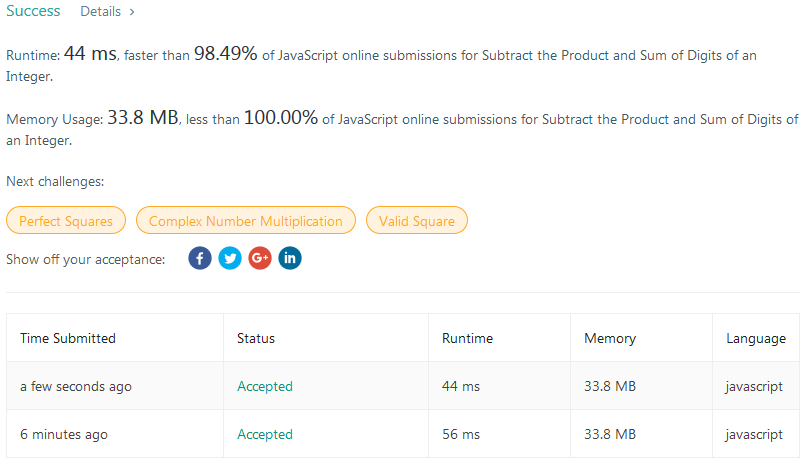 Success Details >
Runtime: 44 ms, faster than 98.49% of JavaScript online submissions for Subtract the Product and Sum of Digits of an
Integer.
Memory Usage: 33.8 MB, less than 100.00% of JavaScript online submissions for Subtract the Product and Sum of Digits of
an Integer.
Next challenges:
Perfect Squares Complex Number Multiplication Valid Square
Show off your acceptance: f G+ in
Time Submitted Status Runtime Memory Language
a few seconds ago Accepted 44 ms 33.8 MB javascript
6 minutes ago Accepted 56 ms 33.8 MB javascript